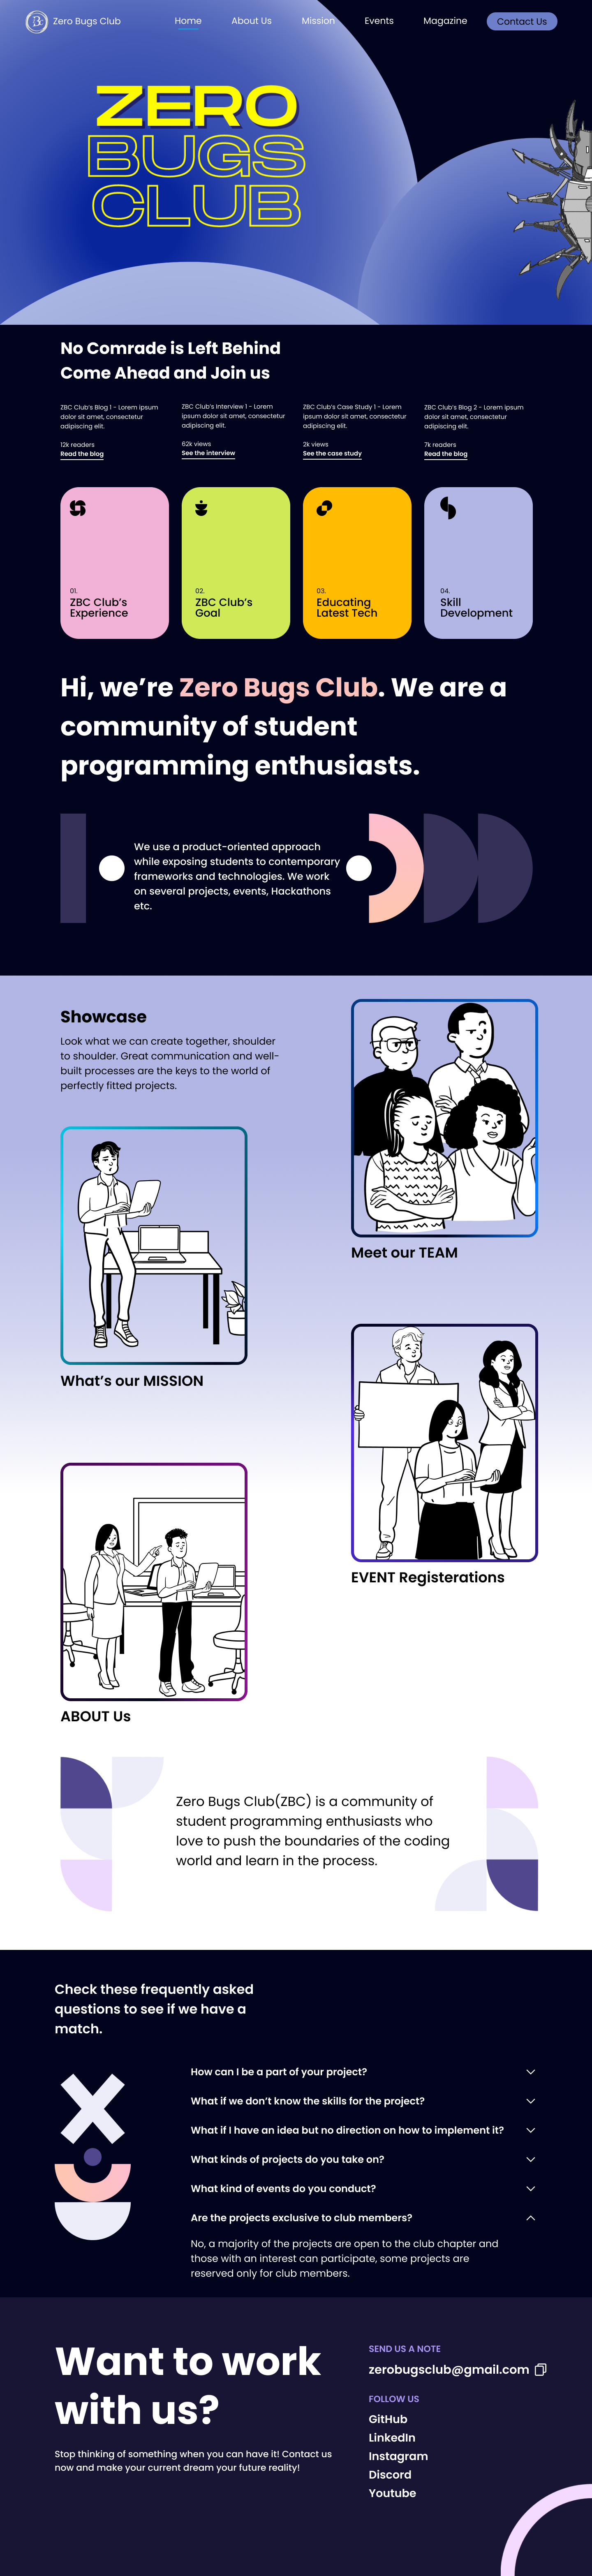 Zero Bugs Club
Home
About Us
Mission
Events
Magazine
Contact Us
ZERO
BUGS
CLUB
No Comrade is Left Behind
Come Ahead and Join us
ZBC Club's Blog 1 - Lorem ipsum
dolor sit amet, consectetur
adipiscing elit.
12k readers
Read the blog
ZBC Club's Interview 1 - Lorem
ipsum dolor sit amet, consectetur
adipiscing elit.
62k views
See the interview
ZBC Club's Case Study 1 - Lorem
ipsum dolor sit amet, consectetur
adipiscing elit.
2k views
See the case study
ZBC Club's Blog 2 - Lorem ipsum
dolor sit amet, consectetur
adipiscing elit.
7k readers
Read the blog
01.
ZBC Club's
Experience
02.
ZBC Club's
Goal
03.
Educating
Latest Tech
04.
Skill
Development
Hi, we're Zero Bugs Club. We are a
community of student
programming enthusiasts.
We use a product-oriented approach
while exposing students to contemporary
frameworks and technologies. We work
on several projects, events, Hackathons
etc.
Showcase
Look what we can create together, shoulder
to shoulder. Great communication and well-
built processes are the keys to the world of
perfectly fitted projects.
Meet our TEAM
What's our MISSION
EVENT Registerations
ABOUT Us
Zero Bugs Club(ZBC) is a community of
student programming enthusiasts who
love to push the boundaries of the coding
world and learn in the process.
Check these frequently asked
questions to see if we have a
match.
How can I be a part of your project?
What if we don't know the skills for the project?
What if I have an idea but no direction on how to implement it?
What kinds of projects do you take on?
What kind of events do you conduct?
Are the projects exclusive to club members?
No, a majority of the projects are open to the club chapter and
those with an interest can participate, some projects are
reserved only for club members.
Want to work
with us?
Stop thinking of something when you can have it! Contact us
now and make your current dream your future reality!
SEND US A NOTE
zerobugsclub@gmail.com
FOLLOW US
GitHub
LinkedIn
Instagram
Discord
Youtube